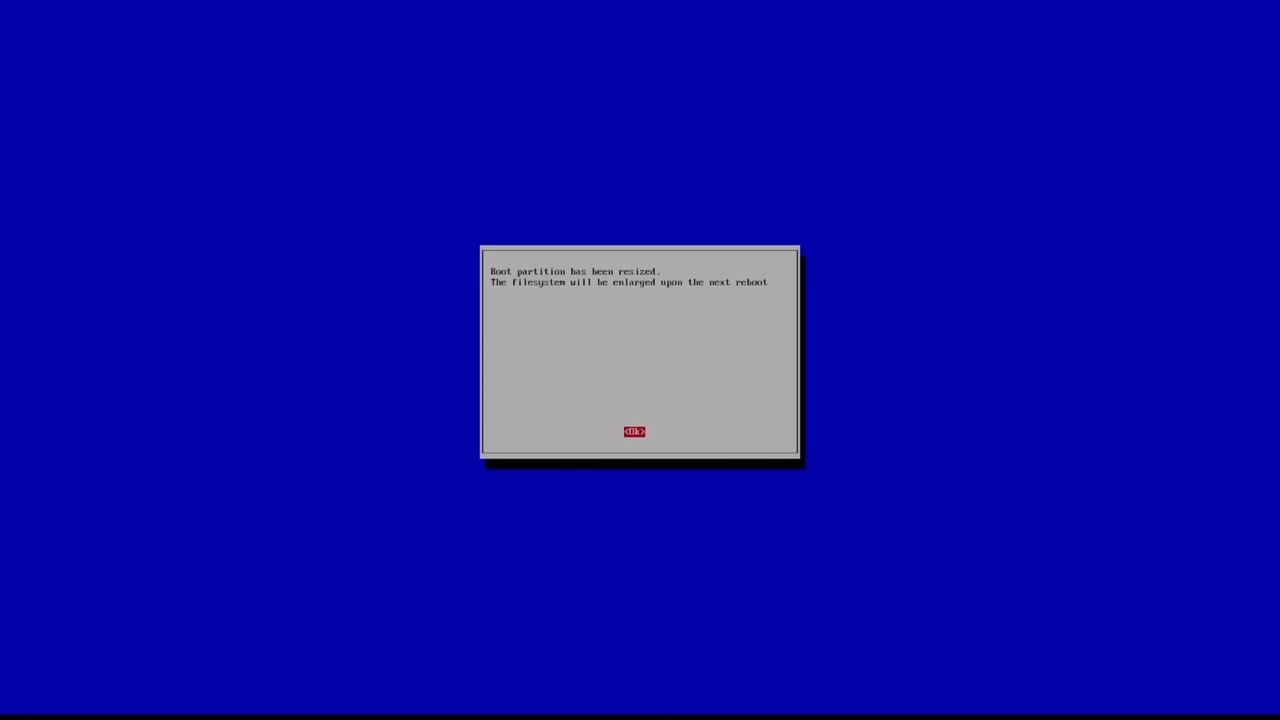 Root partition has been resized.
The filesystem will be enlarged upon the next reboot
<Ok>